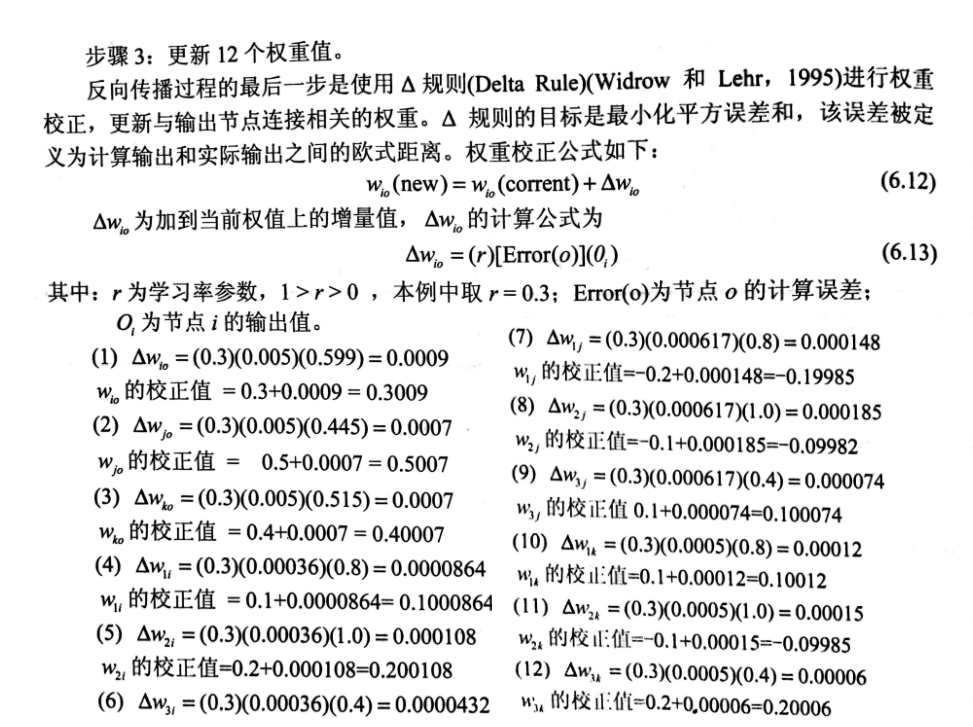 步骤 3：更新 12 个权重值。
反向传播过程的最后一步是使用 Δ 规则(Delta Rule)(Widrow 和 Lehr，1995)进行权重
校正，更新与输出节点连接相关的权重。Δ 规则的目标是最小化平方误差和，该误差被定
义为计算输出和实际输出之间的欧式距离。权重校正公式如下：
w_io(new) = w_io(corrent) + Δw_io (6.12)
Δw_io 为加到当前权值上的增量值，Δw_io 的计算公式为
Δw_io = (r)[Error(o)](0_i) (6.13)
其中：r 为学习率参数，1 > r > 0 ，本例中取 r = 0.3；Error(o)为节点 o 的计算误差；
O_i 为节点 i 的输出值。
(1) Δw_io = (0.3)(0.005)(0.599) = 0.0009
w_io 的校正值 = 0.3+0.0009 = 0.3009
(2) Δw_jo = (0.3)(0.005)(0.445) = 0.0007
w_jo 的校正值 = 0.5+0.0007 = 0.5007
(3) Δw_ko = (0.3)(0.005)(0.515) = 0.0007
w_ko 的校正值 = 0.4+0.0007 = 0.40007
(4) Δw_1i = (0.3)(0.00036)(0.8) = 0.0000864
w_1i 的校正值 = 0.1+0.0000864= 0.1000864
(5) Δw_2i = (0.3)(0.00036)(1.0) = 0.000108
w_2i 的校正值=0.2+0.000108=0.200108
(6) Δw_3i = (0.3)(0.00036)(0.4) = 0.0000432
(7) Δw_1j = (0.3)(0.000617)(0.8) = 0.000148
w_1j 的校正值=-0.2+0.000148=-0.19985
(8) Δw_2j = (0.3)(0.000617)(1.0) = 0.000185
w_2j 的校正值=-0.1+0.000185=-0.09982
(9) Δw_3j = (0.3)(0.000617)(0.4) = 0.000074
w_3j 的校正值 0.1+0.000074=0.100074
(10) Δw_1k = (0.3)(0.0005)(0.8) = 0.00012
w_1k 的校正值=0.1+0.00012=0.10012
(11) Δw_2k = (0.3)(0.0005)(1.0) = 0.00015
w_2k 的校正值=-0.1+0.00015=-0.09985
(12) Δw_3k = (0.3)(0.0005)(0.4) = 0.00006
w_3k 的校正值=0.2+0.00006=0.20006